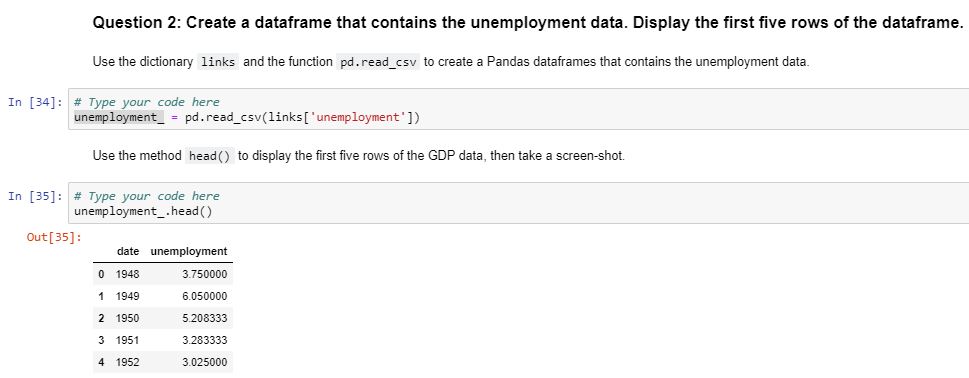 Question 2: Create a dataframe that contains the unemployment data. Display the first five rows of the dataframe.
Use the dictionary links and the function pd.read_csv to create a Pandas dataframes that contains the unemployment data.
In [34]: # Type your code here
unemployment_ = pd.read_csv(links['unemployment'])
Use the method head() to display the first five rows of the GDP data, then take a screen-shot.
In [35]: # Type your code here
unemployment_.head()
Out[35]:
date unemployment
0 1948 3.750000
1 1949 6.050000
2 1950 5.208333
3 1951 3.283333
4 1952 3.025000